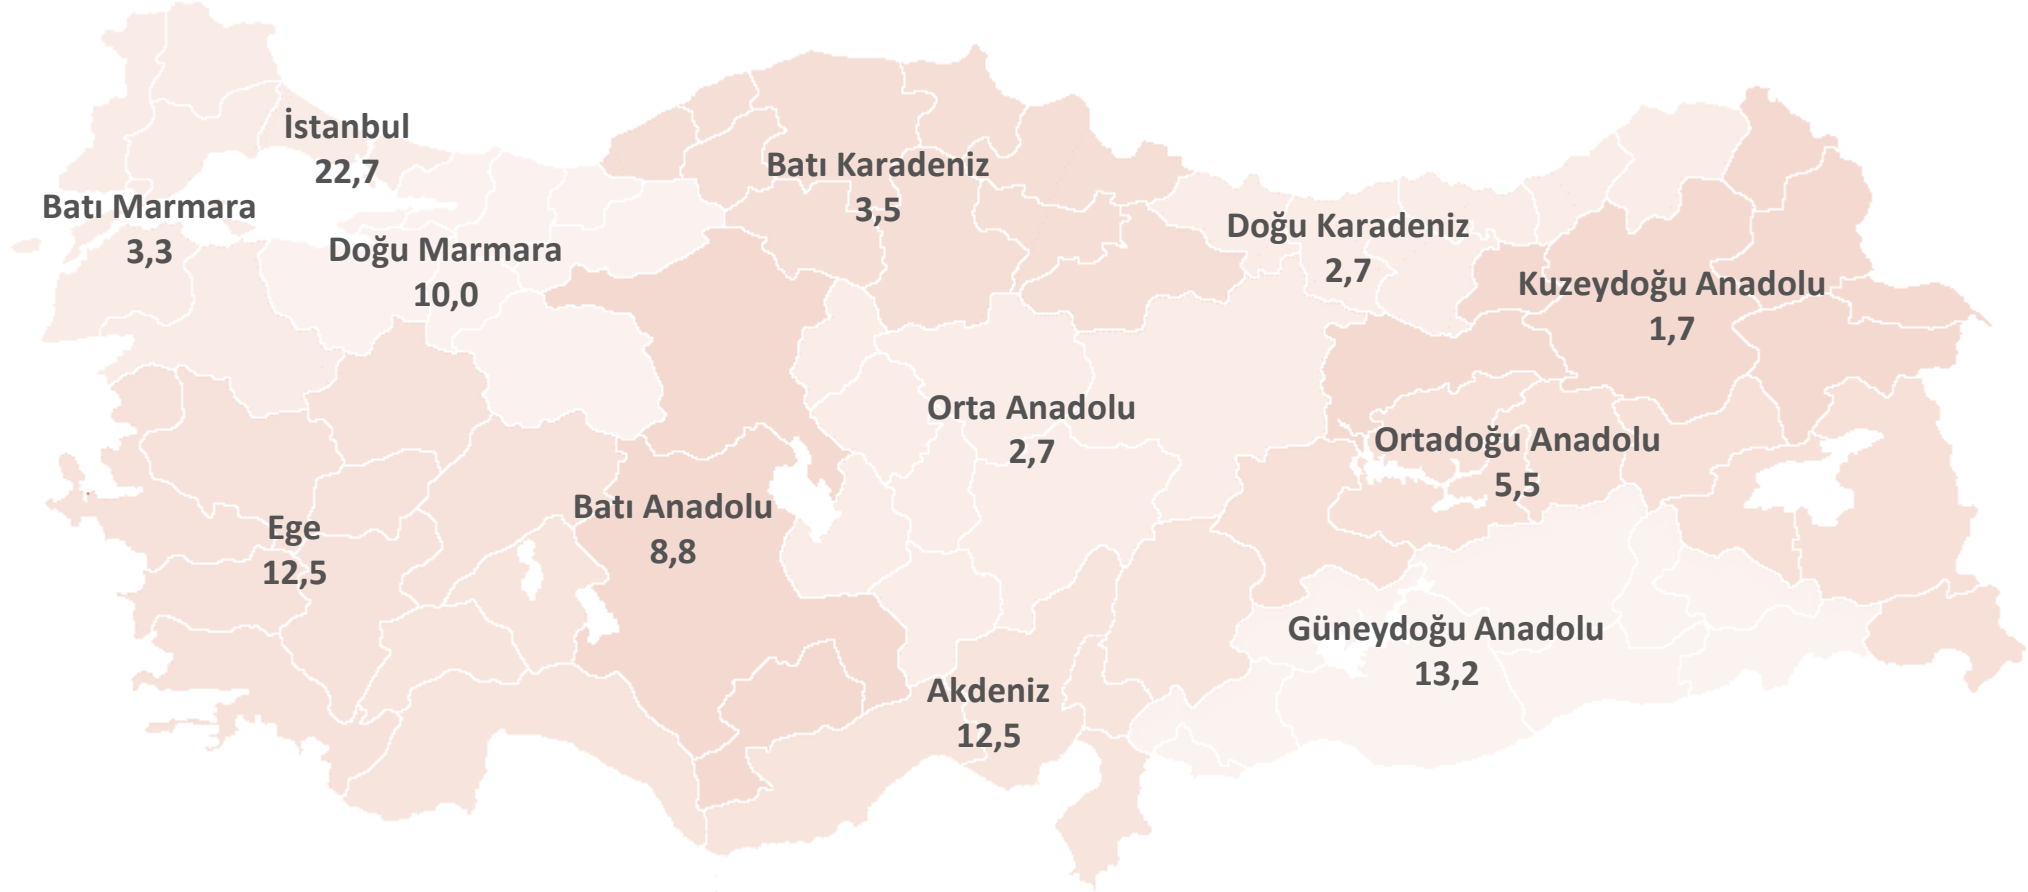 İstanbul
22,7
Batı Marmara
3,3
Doğu Marmara
10,0
Batı Karadeniz
3,5
Doğu Karadeniz
2,7
Kuzeydoğu Anadolu
1,7
Orta Anadolu
2,7
Ortadoğu Anadolu
5,5
Batı Anadolu
8,8
Ege
12,5
Güneydoğu Anadolu
13,2
Akdeniz
12,5